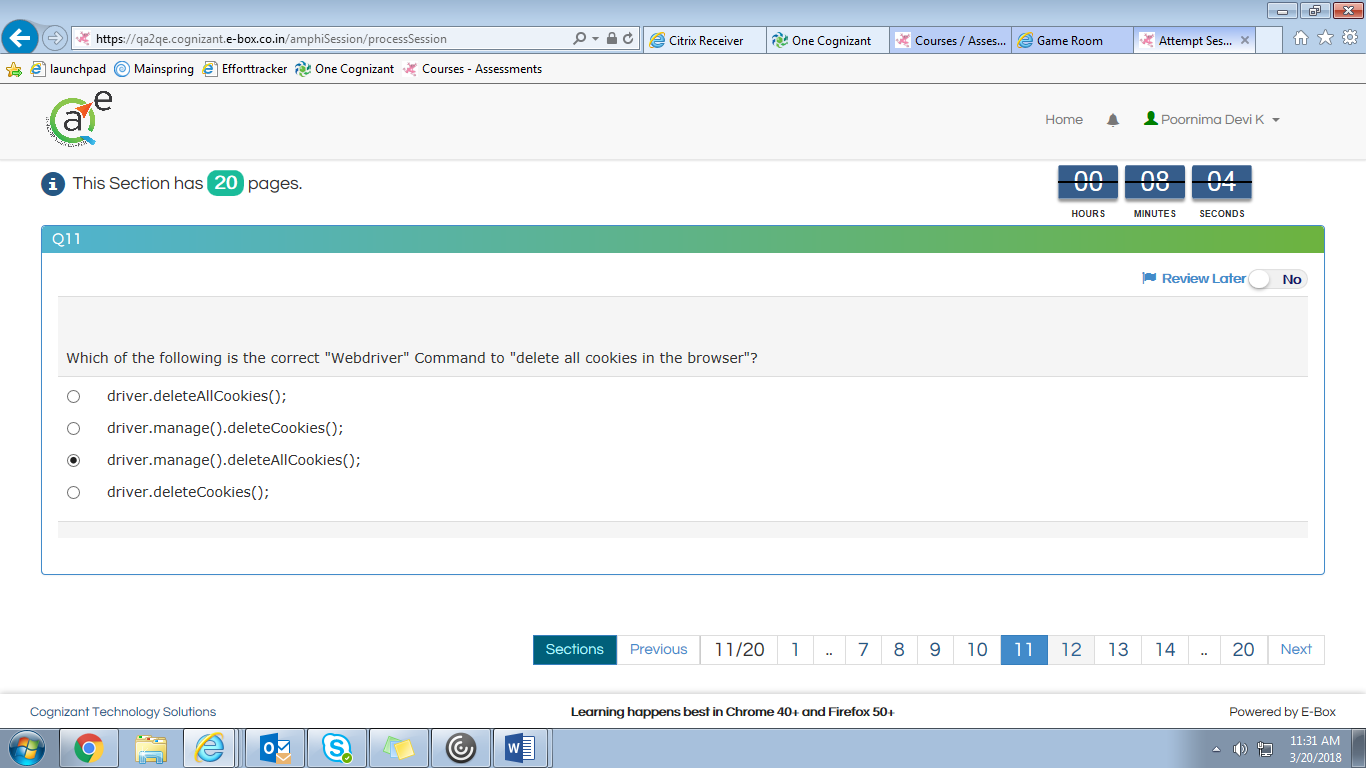 https://qa2qe.cognizant.e-box.co.in/amphiSession/processSession
Citrix Receiver
One Cognizant
Courses / Asses...
Game Room
Attempt Ses...
launchpad
Mainspring
Efforttracker
One Cognizant
Courses - Assessments
a e
Home
Poornima Devi K
This Section has 20 pages.
00 08 04
HOURS MINUTES SECONDS
Q11
Review Later No
Which of the following is the correct "Webdriver" Command to "delete all cookies in the browser"?
driver.deleteAllCookies();
driver.manage().deleteCookies();
driver.manage().deleteAllCookies();
driver.deleteCookies();
Sections Previous 11/20 1 .. 7 8 9 10 11 12 13 14 .. 20 Next
Cognizant Technology Solutions
Learning happens best in Chrome 40+ and Firefox 50+
Powered by E-Box
11:31 AM
3/20/2018